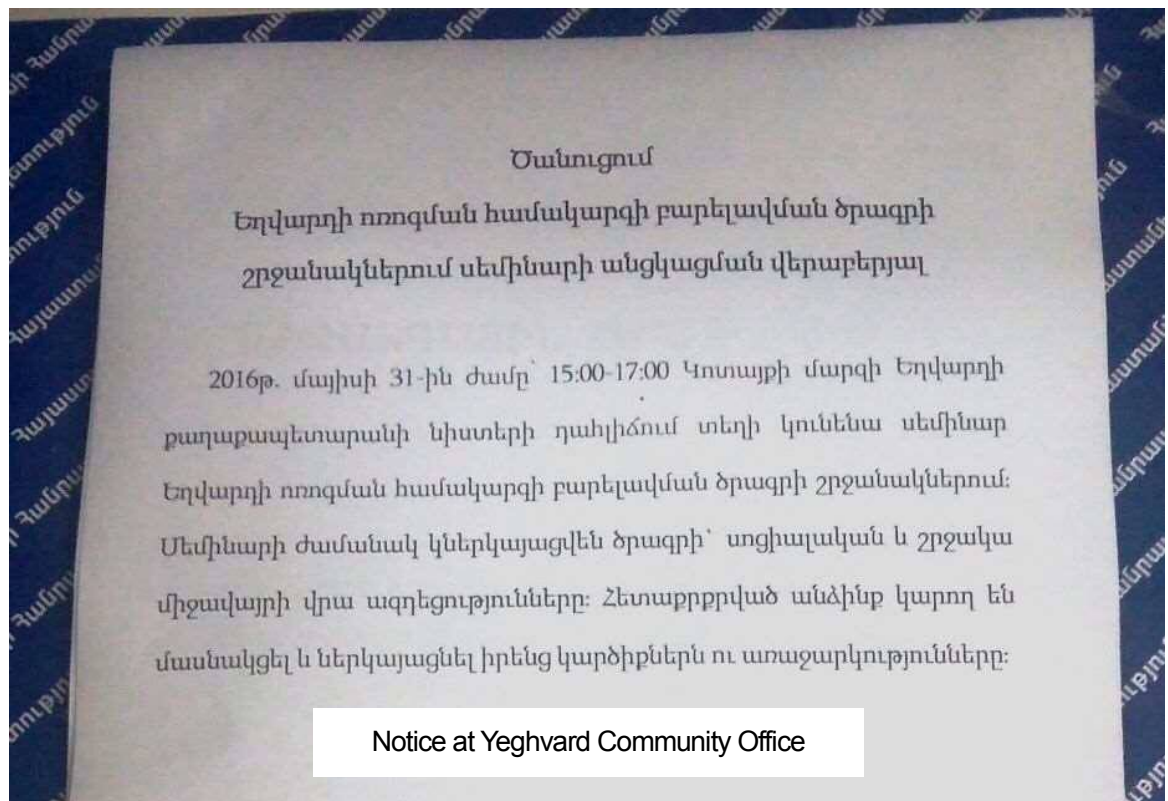 Ծանուցում
Եղվարդի ոռոգման համակարգի բարելավման ծրագրի
շրջանակներում սեմինարի անցկացման վերաբերյալ
2016թ. մայիսի 31-ին ժամը՝ 15:00-17:00 Կոտայքի մարզի Եղվարդի
քաղաքապետարանի նիստերի դահլիճում տեղի կունենա սեմինար
Եղվարդի ոռոգման համակարգի բարելավման ծրագրի շրջանակներում:
Սեմինարի ժամանակ կներկայացվեն ծրագրի՝ սոցիալական և շրջակա
միջավայրի վրա ազդեցությունները: Հետաքրքրված անձինք կարող են
մասնակցել և ներկայացնել իրենց կարծիքներն ու առաջարկությունները:
Notice at Yeghvard Community Office